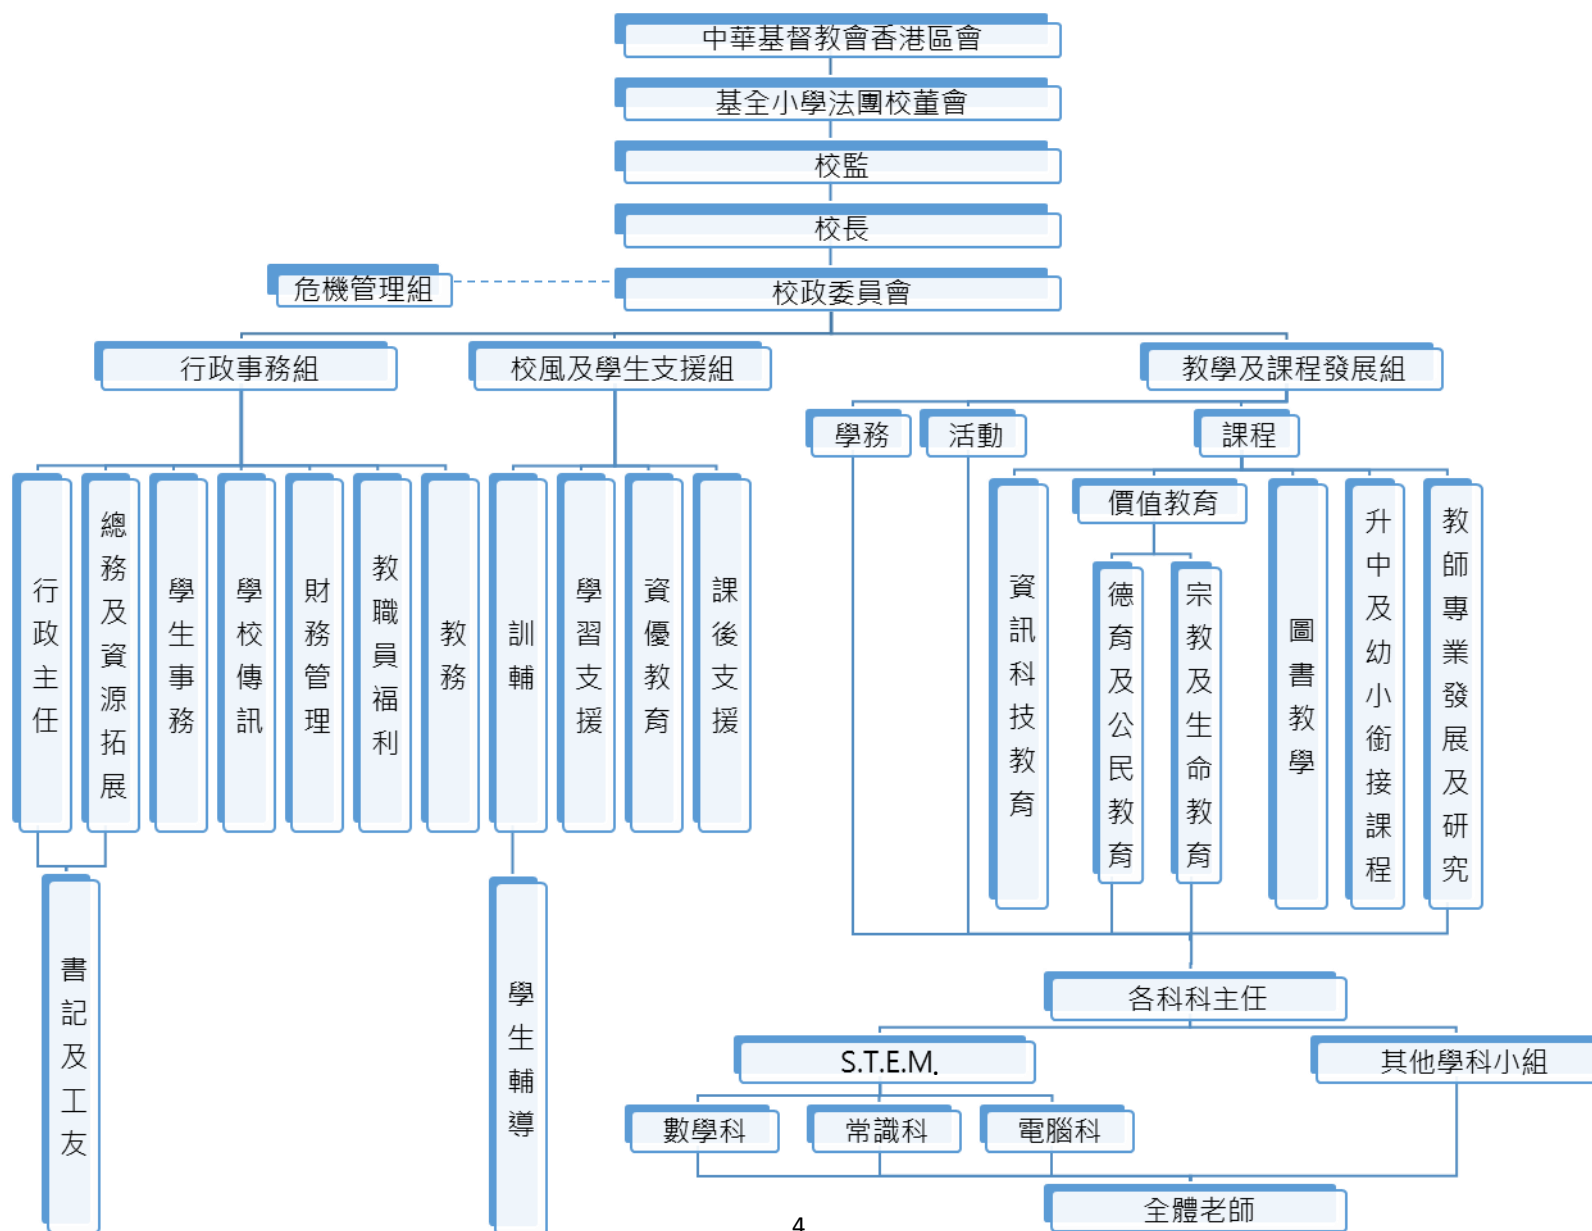 中華基督教會香港區會
基全小學法團校董會
校監
校長
危機管理組
校政委員會
行政事務組
校風及學生支援組
教學及課程發展組
學務
活動
課程
行政主任
總務及資源拓展
學生事務
學校傳訊
財務管理
教職員福利
教務
訓輔
學習支援
資優教育
課後支援
資訊科技教育
價值教育
德育及公民教育
宗教及生命教育
圖書教學
升中及幼小銜接課程
教師專業發展及研究
書記及工友
學生輔導
各科科主任
S.T.E.M.
其他學科小組
數學科
常識科
電腦科
全體老師
4